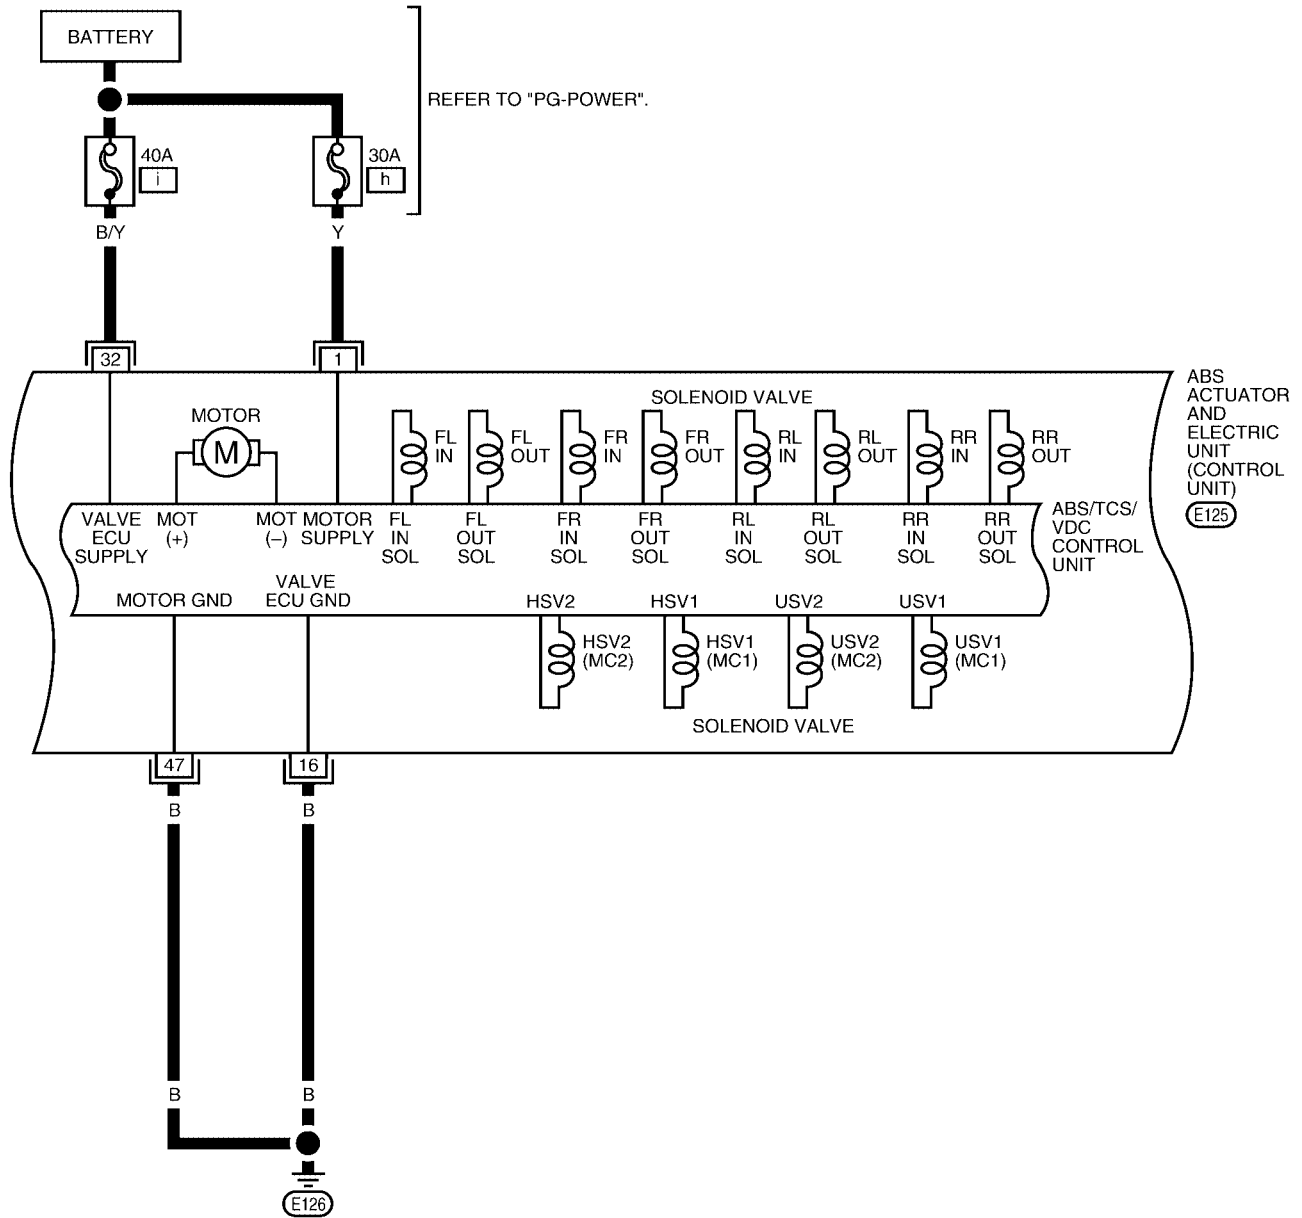 BATTERY
REFER TO "PG-POWER".
40A
i
30A
h
B/Y
Y
32
1
ABS
ACTUATOR
AND
ELECTRIC
UNIT
(CONTROL
UNIT)
E125
MOTOR
M
SOLENOID VALVE
FL
IN
FL
OUT
FR
IN
FR
OUT
RL
IN
RL
OUT
RR
IN
RR
OUT
VALVE
ECU
SUPPLY
MOT
(+)
MOT
(–)
MOTOR
SUPPLY
FL
IN
SOL
FL
OUT
SOL
FR
IN
SOL
FR
OUT
SOL
RL
IN
SOL
RL
OUT
SOL
RR
IN
SOL
RR
OUT
SOL
ABS/TCS/
VDC
CONTROL
UNIT
MOTOR GND
VALVE
ECU GND
HSV2
HSV1
USV2
USV1
HSV2
(MC2)
HSV1
(MC1)
USV2
(MC2)
USV1
(MC1)
SOLENOID VALVE
47
16
B
B
B
B
E126